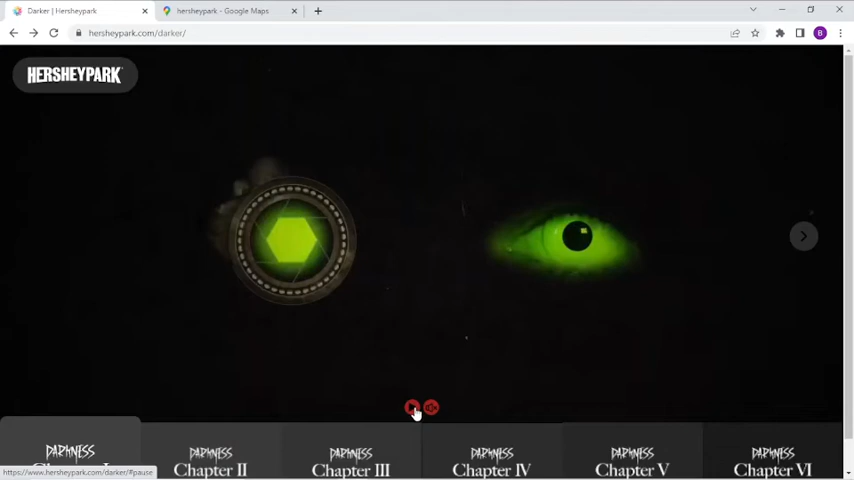 Darker | Hersheypark
hersheypark - Google Maps
hersheypark.com/darker/
B
HERSHEYPARK
DARKNESS
DARKNESS
Chapter II
DARKNESS
Chapter III
DARKNESS
Chapter IV
DARKNESS
Chapter V
DARKNESS
Chapter VI
https://www.hersheypark.com/darker/#pause